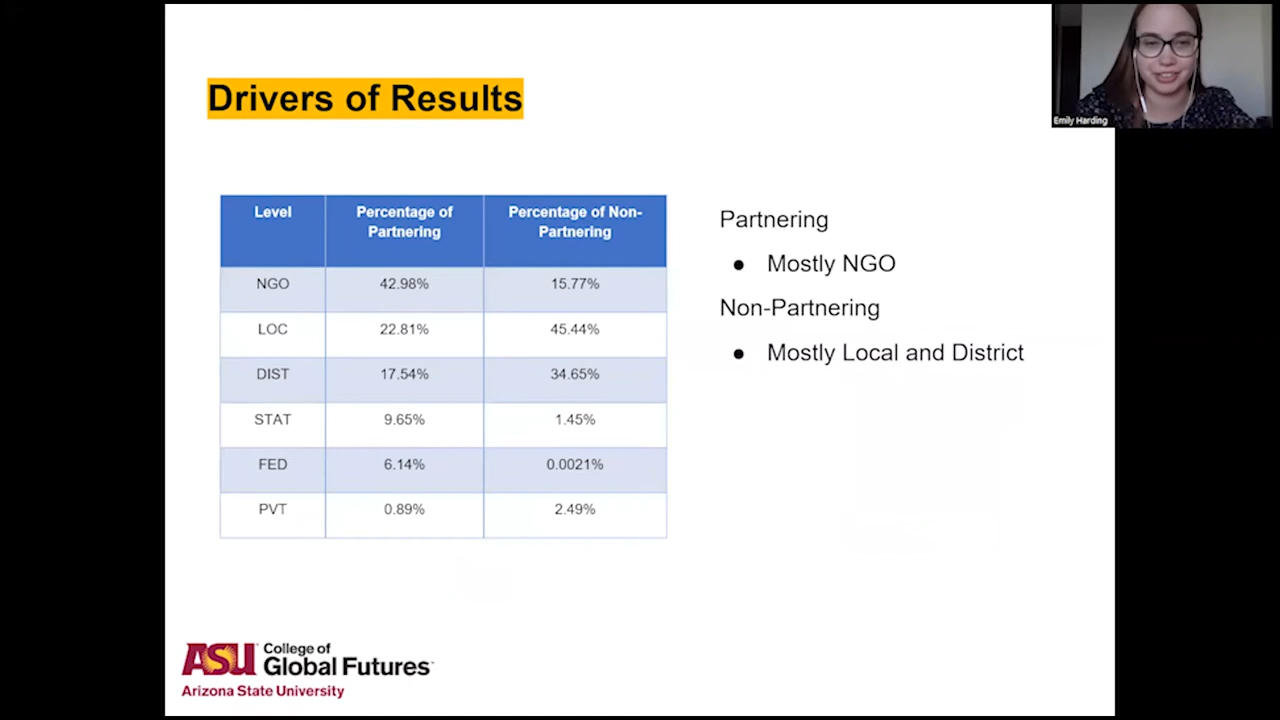 Drivers of Results
Emily Harding
Level Percentage of Partnering Percentage of Non-Partnering
NGO 42.98% 15.77%
LOC 22.81% 45.44%
DIST 17.54% 34.65%
STAT 9.65% 1.45%
FED 6.14% 0.0021%
PVT 0.89% 2.49%
Partnering
● Mostly NGO
Non-Partnering
● Mostly Local and District
ASU College of
Global Futures
Arizona State University